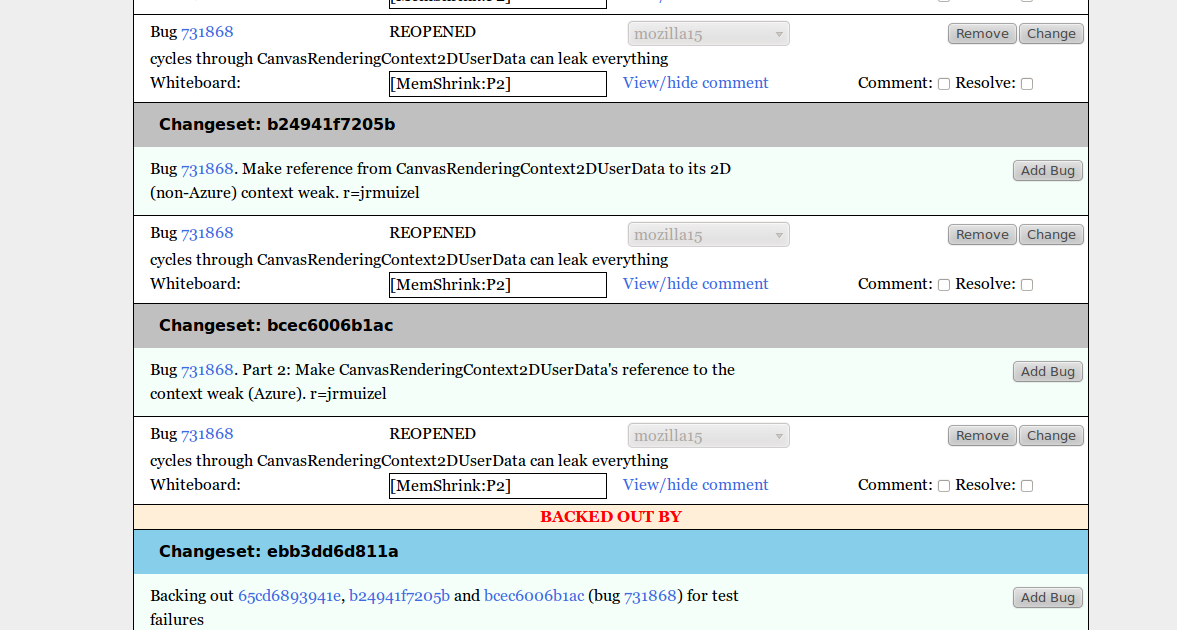 [MemShrink:P2]
Bug 731868 REOPENED mozilla15 Remove Change
cycles through CanvasRenderingContext2DUserData can leak everything
Whiteboard: [MemShrink:P2] View/hide comment Comment: Resolve:
Changeset: b24941f7205b
Bug 731868. Make reference from CanvasRenderingContext2DUserData to its 2D Add Bug
(non-Azure) context weak. r=jrmuizel
Bug 731868 REOPENED mozilla15 Remove Change
cycles through CanvasRenderingContext2DUserData can leak everything
Whiteboard: [MemShrink:P2] View/hide comment Comment: Resolve:
Changeset: bcec6006b1ac
Bug 731868. Part 2: Make CanvasRenderingContext2DUserData's reference to the Add Bug
context weak (Azure). r=jrmuizel
Bug 731868 REOPENED mozilla15 Remove Change
cycles through CanvasRenderingContext2DUserData can leak everything
Whiteboard: [MemShrink:P2] View/hide comment Comment: Resolve:
BACKED OUT BY
Changeset: ebb3dd6d811a
Backing out 65cd6893941e, b24941f7205b and bcec6006b1ac (bug 731868) for test Add Bug
failures